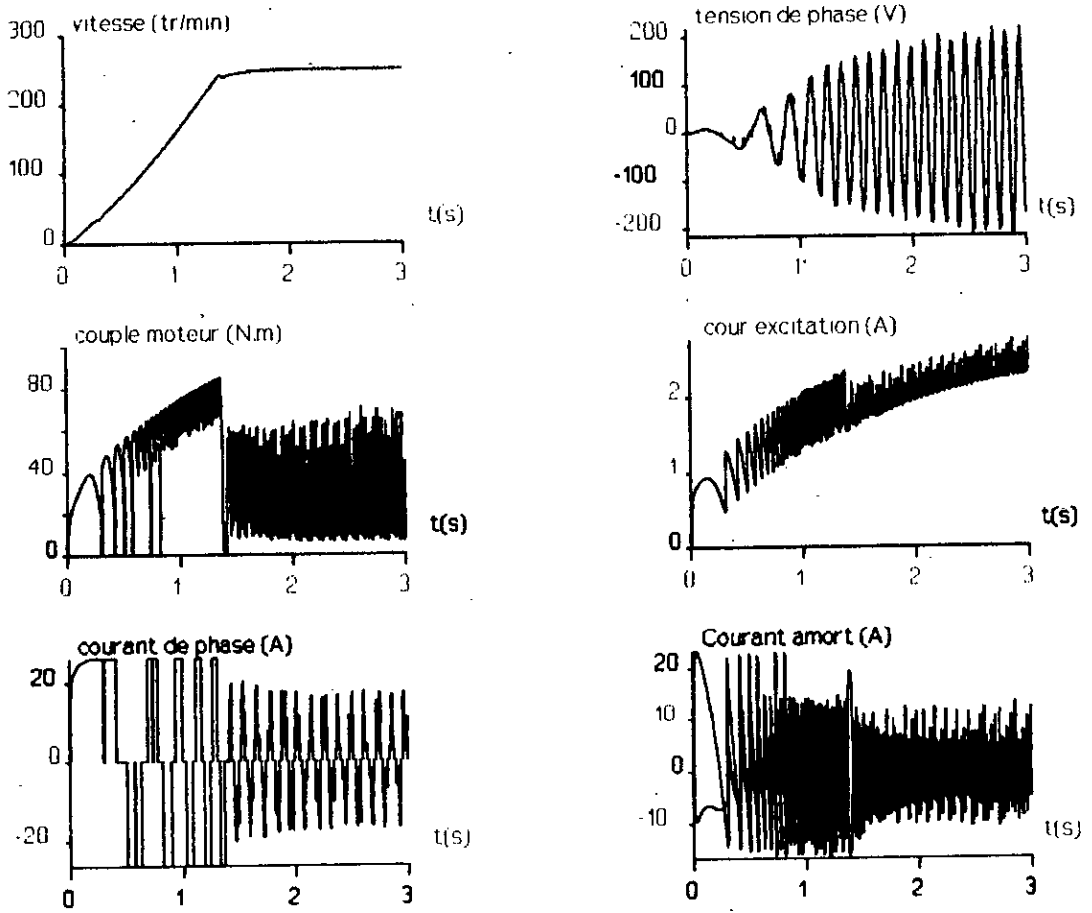 vitesse (tr/min)
300
200
100
0
0 1 2 3
t(s)
tension de phase (V)
200
100
0
-100
-200
0 1 2 3
t(s)
couple moteur (N.m)
80
40
0
0 1 2 3
t(s)
cour excitation (A)
2
1
0
0 1 2 3
t(s)
courant de phase (A)
20
0
-20
0 1 2 3
t(s)
Courant amort (A)
20
10
0
-10
0 1 2 3
t(s)